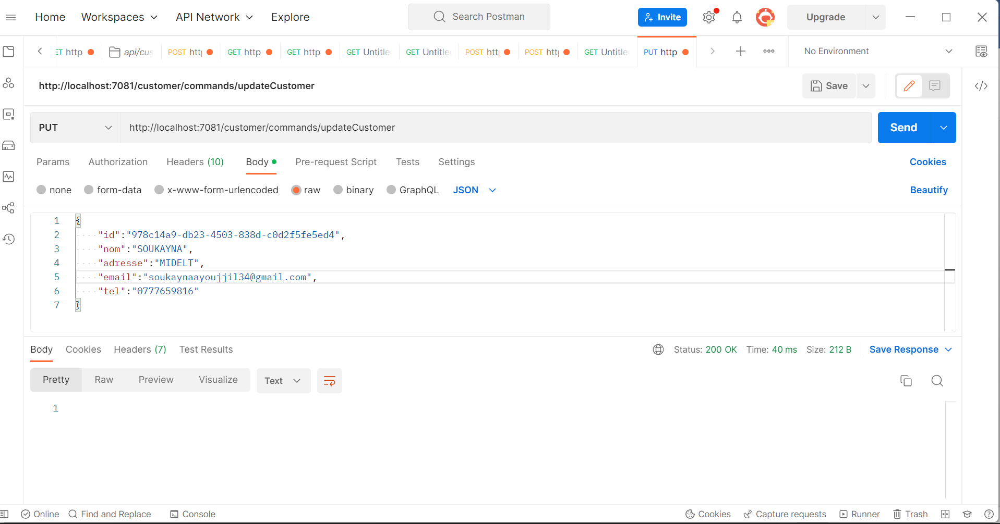 Home Workspaces API Network Explore Search Postman Invite Upgrade
ET http api/cus POST htt GET http GET http GET Untitle GET Untitle POST htt POST htt GET Untitle PUT http No Environment
http://localhost:7081/customer/commands/updateCustomer Save
PUT http://localhost:7081/customer/commands/updateCustomer Send
Params Authorization Headers (10) Body Pre-request Script Tests Settings Cookies
none form-data x-www-form-urlencoded raw binary GraphQL JSON Beautify
1 {
2 "id":"978c14a9-db23-4503-838d-c0d2f5fe5ed4",
3 "nom":"SOUKAYNA",
4 "adresse":"MIDELT",
5 "email":"soukaynaayoujjil34@gmail.com",
6 "tel":"0777659816"
7 }
Body Cookies Headers (7) Test Results Status: 200 OK Time: 40 ms Size: 212 B Save Response
Pretty Raw Preview Visualize Text
1
Online Find and Replace Console Cookies Capture requests Runner Trash